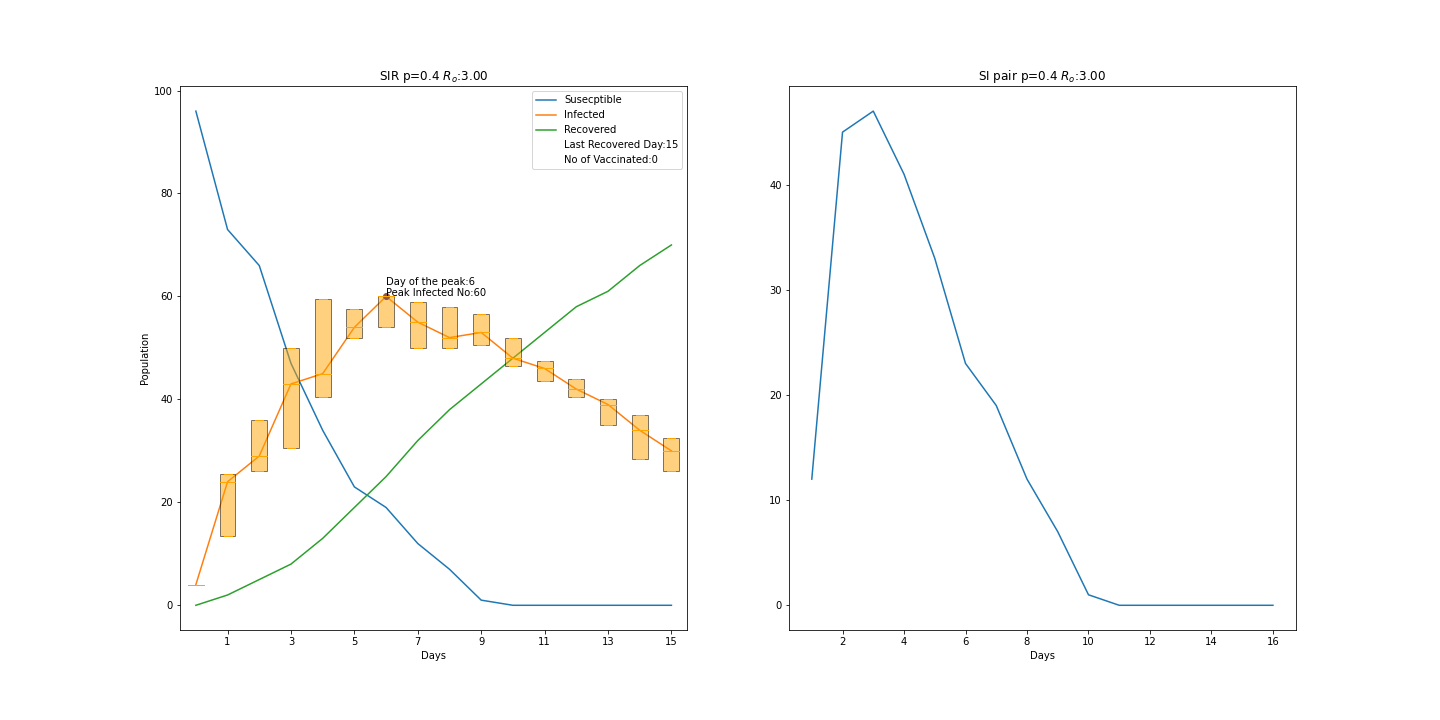 SIR p=0.4 Rₒ:3.00
Susecptible
Infected
Recovered
Last Recovered Day:15
No of Vaccinated:0
Day of the peak:6
Peak Infected No:60
Population
100
80
60
40
20
0
1 3 5 7 9 11 13 15
Days
SI pair p=0.4 Rₒ:3.00
40
30
20
10
0
2 4 6 8 10 12 14 16
Days